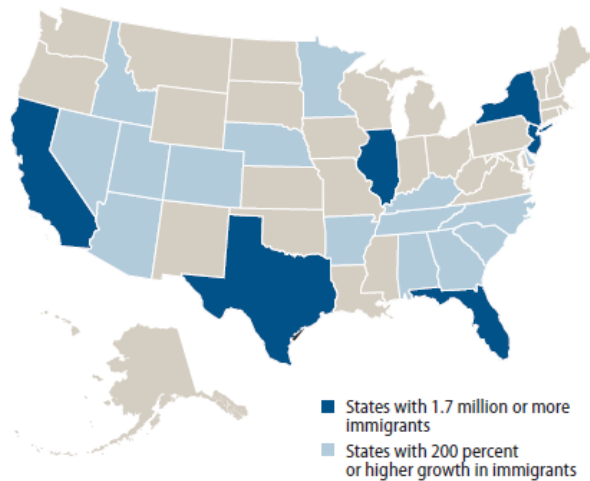 States with 1.7 million or more
immigrants
States with 200 percent
or higher growth in immigrants